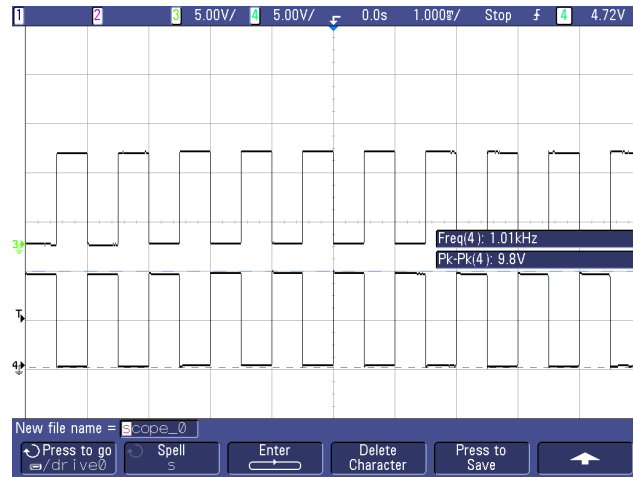 1 2 3 5.00V/ 4 5.00V/ 0.0s 1.000ms/ Stop 4 4.72V
3
Freq(4): 1.01kHz
Pk-Pk(4): 9.8V
T
4
New file name = scope_0
Press to go Spell Enter Delete Press to
/drive0 s Character Save